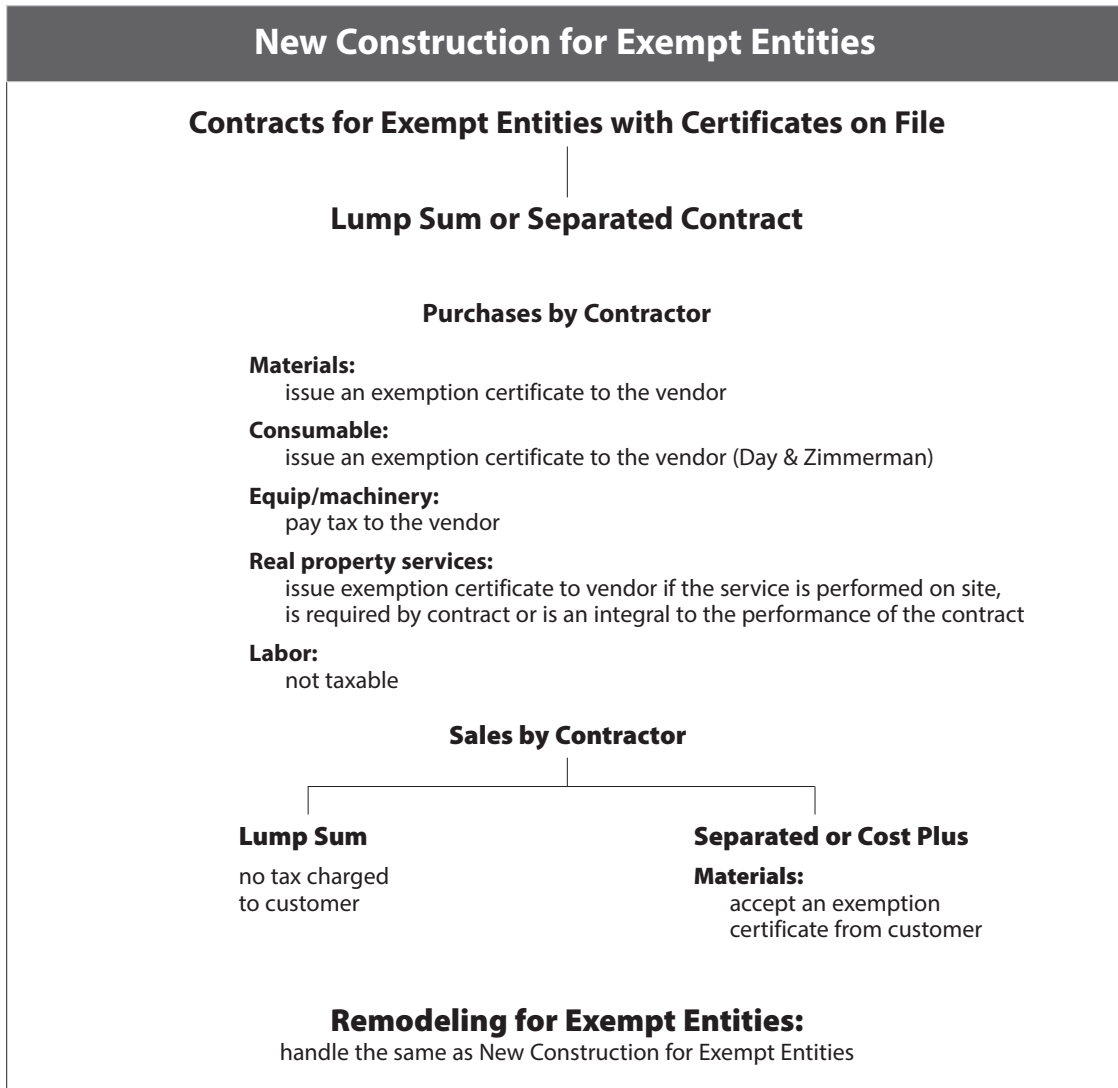 New Construction for Exempt Entities
Contracts for Exempt Entities with Certificates on File
Lump Sum or Separated Contract
Purchases by Contractor
Materials:
issue an exemption certificate to the vendor
Consumable:
issue an exemption certificate to the vendor (Day & Zimmerman)
Equip/machinery:
pay tax to the vendor
Real property services:
issue exemption certificate to vendor if the service is performed on site,
is required by contract or is an integral to the performance of the contract
Labor:
not taxable
Sales by Contractor
Lump Sum
no tax charged
to customer
Separated or Cost Plus
Materials:
accept an exemption
certificate from customer
Remodeling for Exempt Entities:
handle the same as New Construction for Exempt Entities